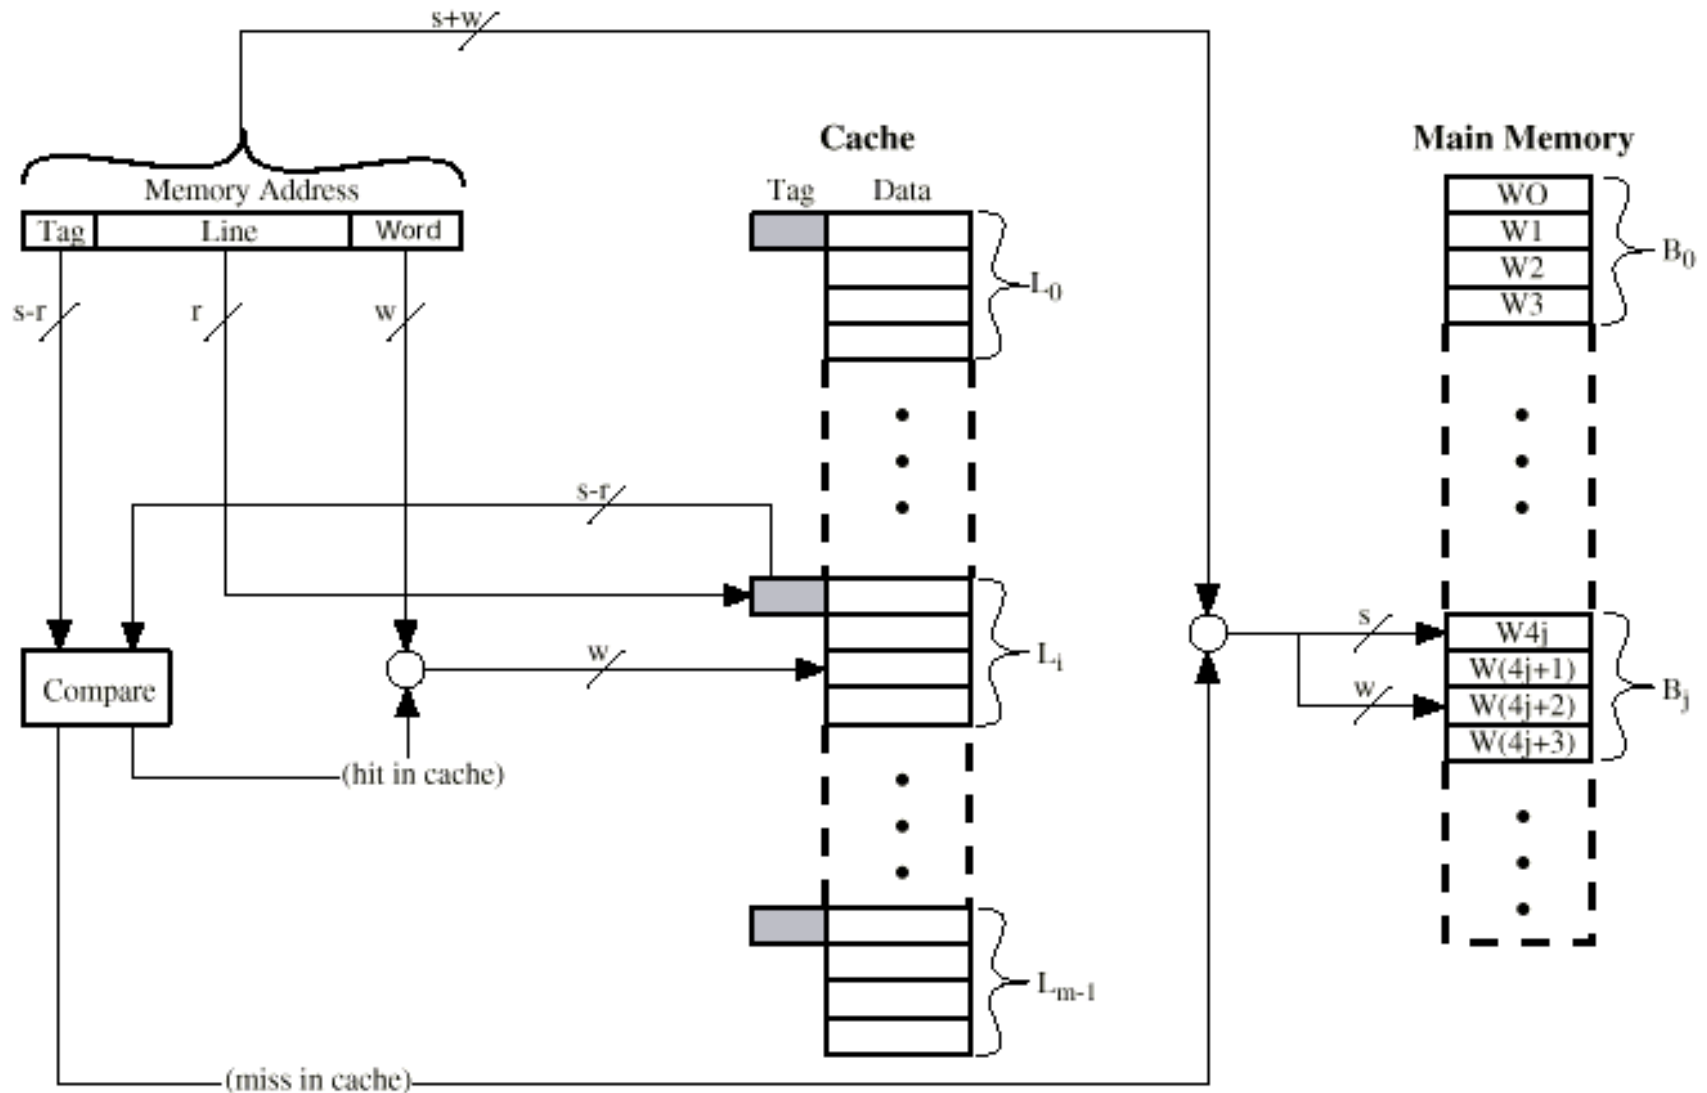 s+w
Cache
Main Memory
Memory Address
Tag Data
Tag Line Word
WO
W1
W2
W3
B0
L0
s-r
r
w
s-r
s
w
W4j
W(4j+1)
W(4j+2)
W(4j+3)
Bj
Li
w
Compare
(hit in cache)
Lm-1
(miss in cache)